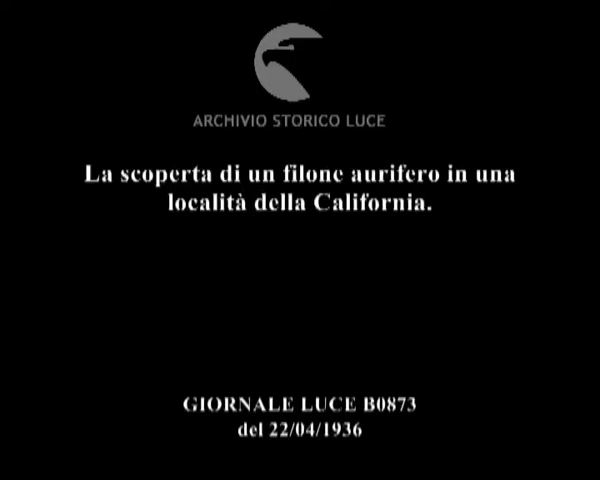 ARCHIVIO STORICO LUCE
La scoperta di un filone aurifero in una
località della California.
GIORNALE LUCE B0873
del 22/04/1936